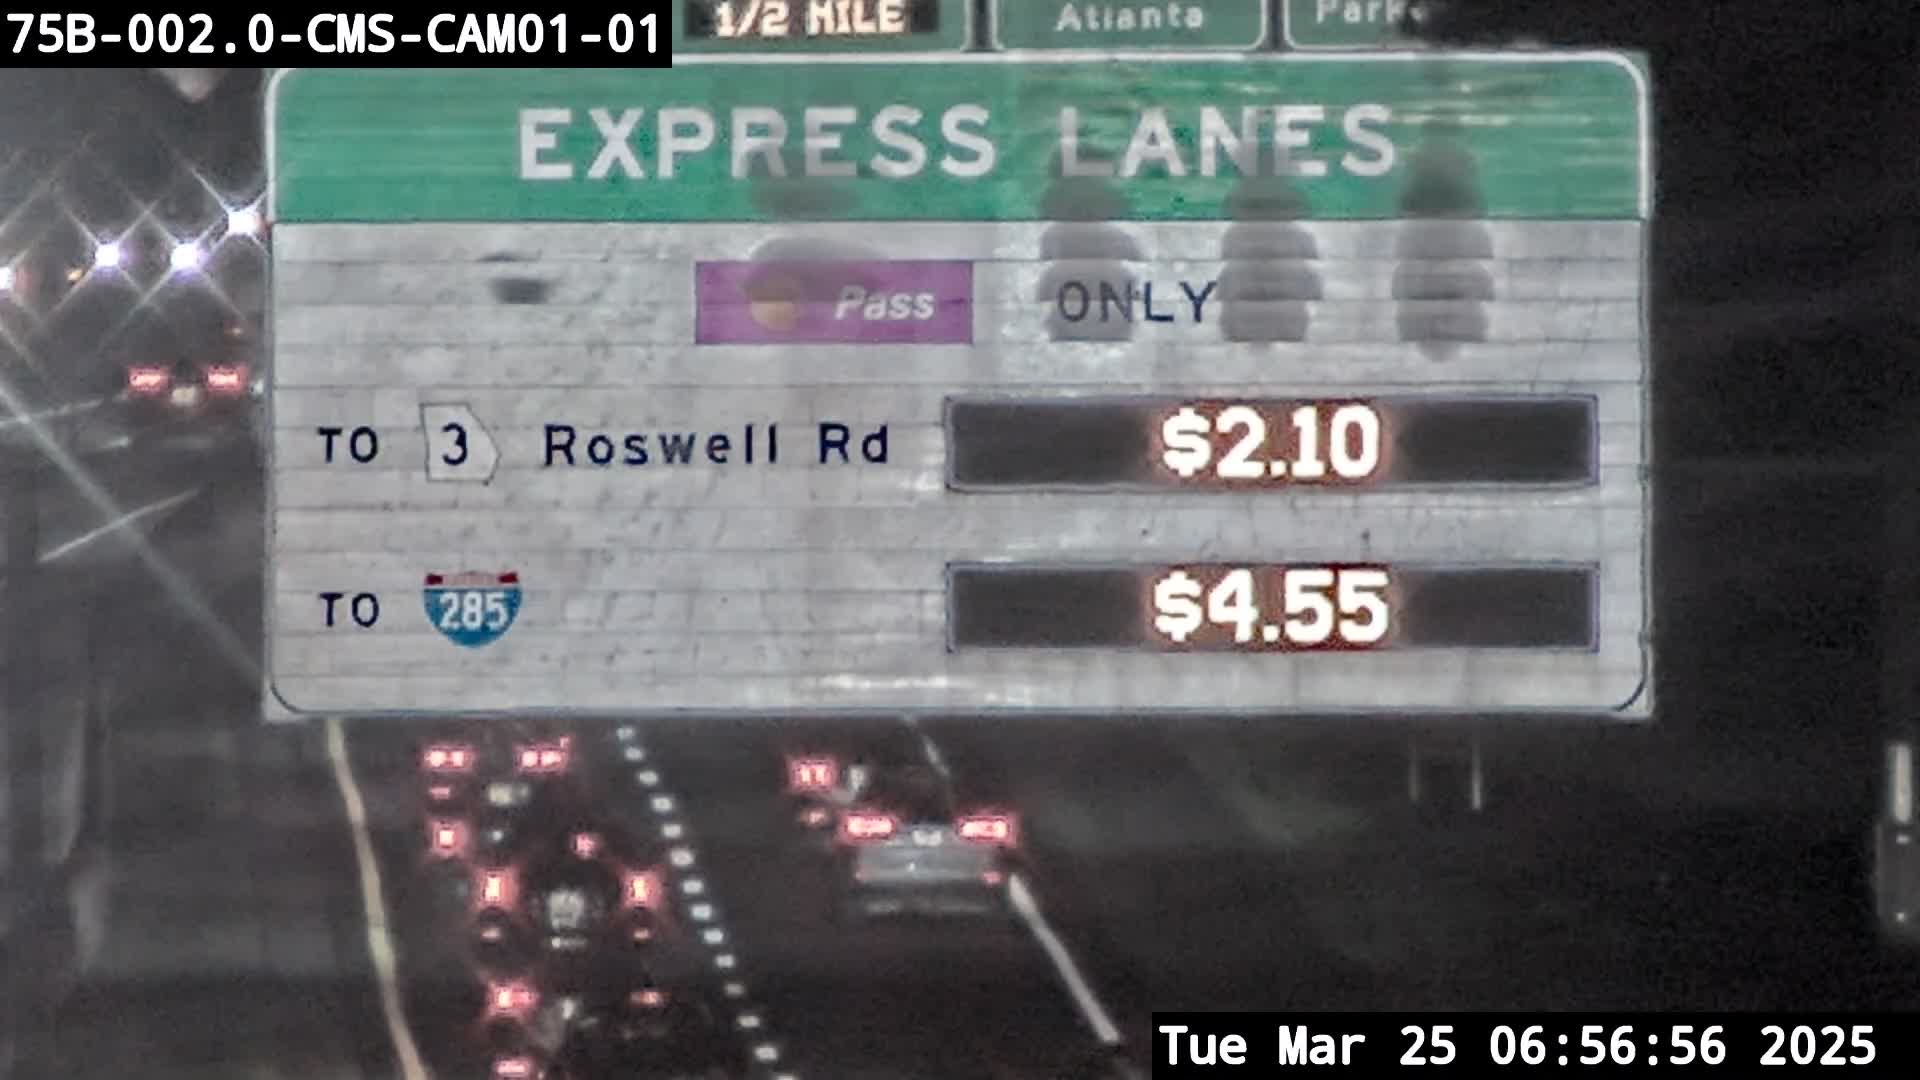 75B-002.0-CMS-CAM01-01
1/2 MILE
Atlanta
EXPRESS LANES
Pass ONLY
TO 3 Roswell Rd $2.10
TO 285 $4.55
Tue Mar 25 06:56:56 2025